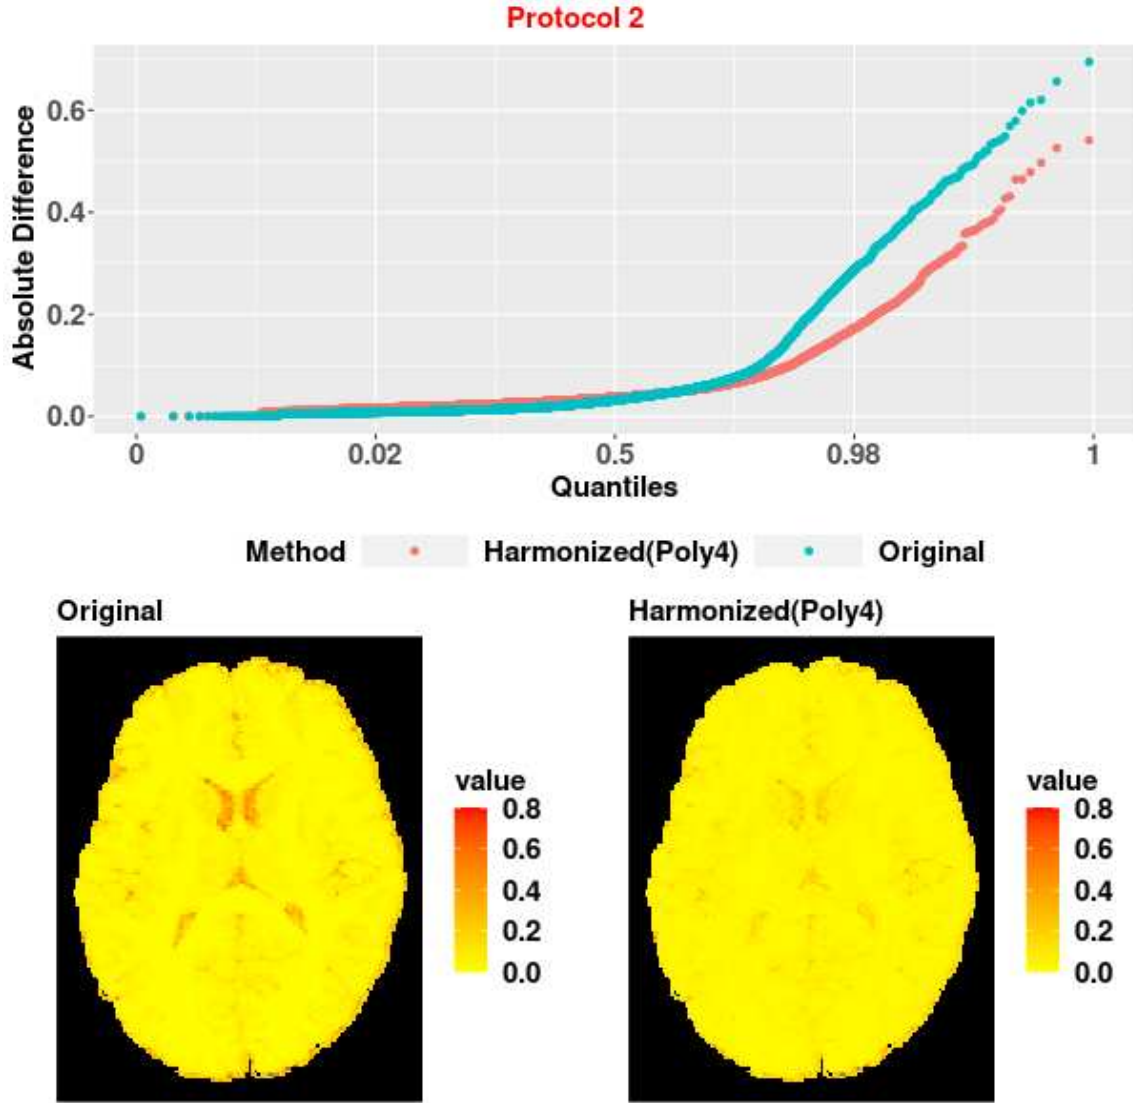 Protocol 2
Absolute Difference
0.6
0.4
0.2
0.0
0 0.02 0.5 0.98 1
Quantiles
Method Harmonized(Poly4) Original
Original Harmonized(Poly4)
value value
0.8 0.8
0.6 0.6
0.4 0.4
0.2 0.2
0.0 0.0